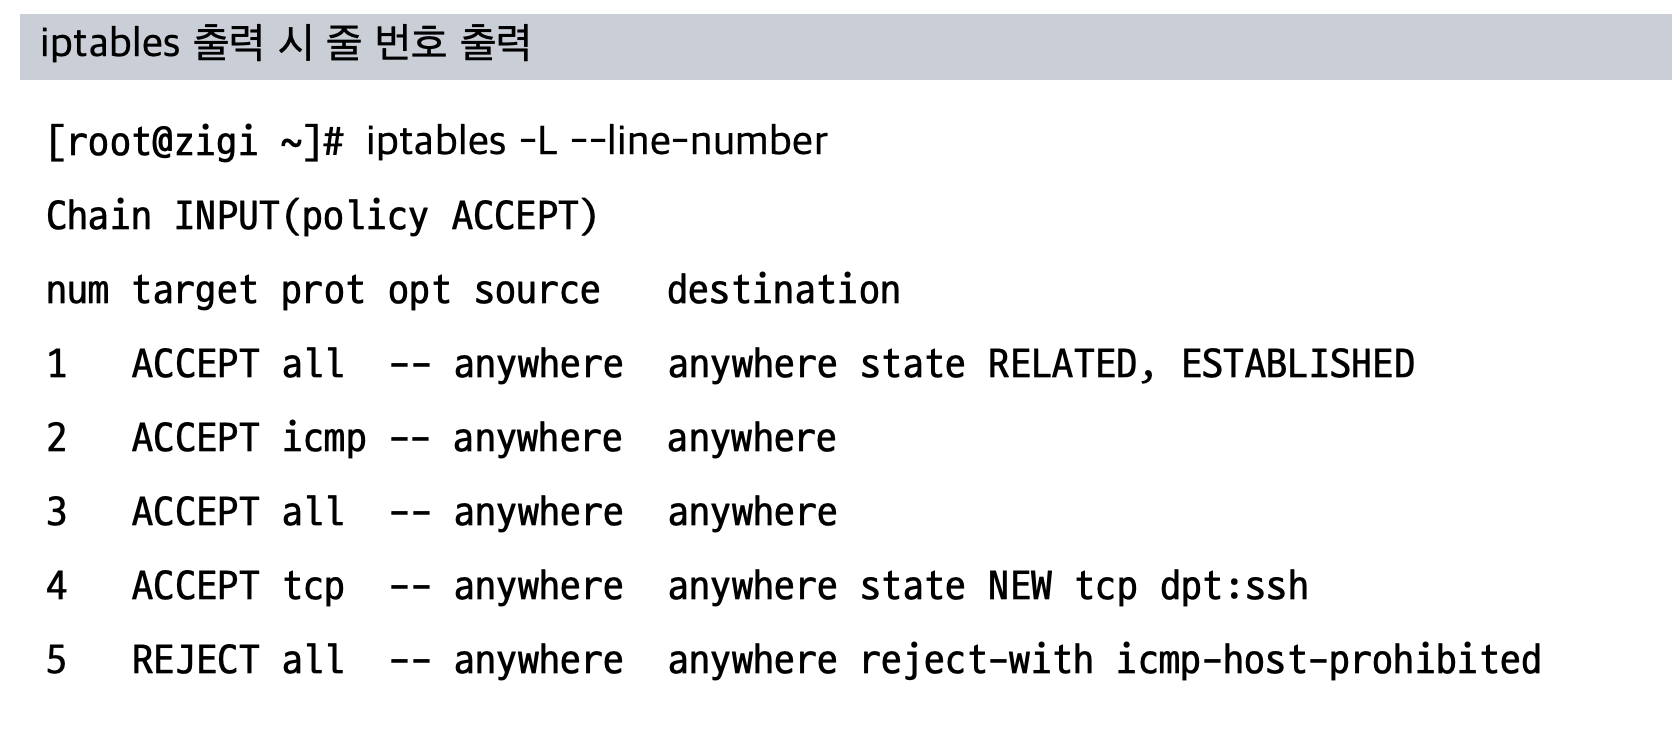 iptables 출력 시 줄 번호 출력
[root@zigi ~]# iptables -L --line-number
Chain INPUT(policy ACCEPT)
num target prot opt source   destination
1   ACCEPT all  -- anywhere  anywhere state RELATED, ESTABLISHED
2   ACCEPT icmp -- anywhere  anywhere
3   ACCEPT all  -- anywhere  anywhere
4   ACCEPT tcp  -- anywhere  anywhere state NEW tcp dpt:ssh
5   REJECT all  -- anywhere  anywhere reject-with icmp-host-prohibited